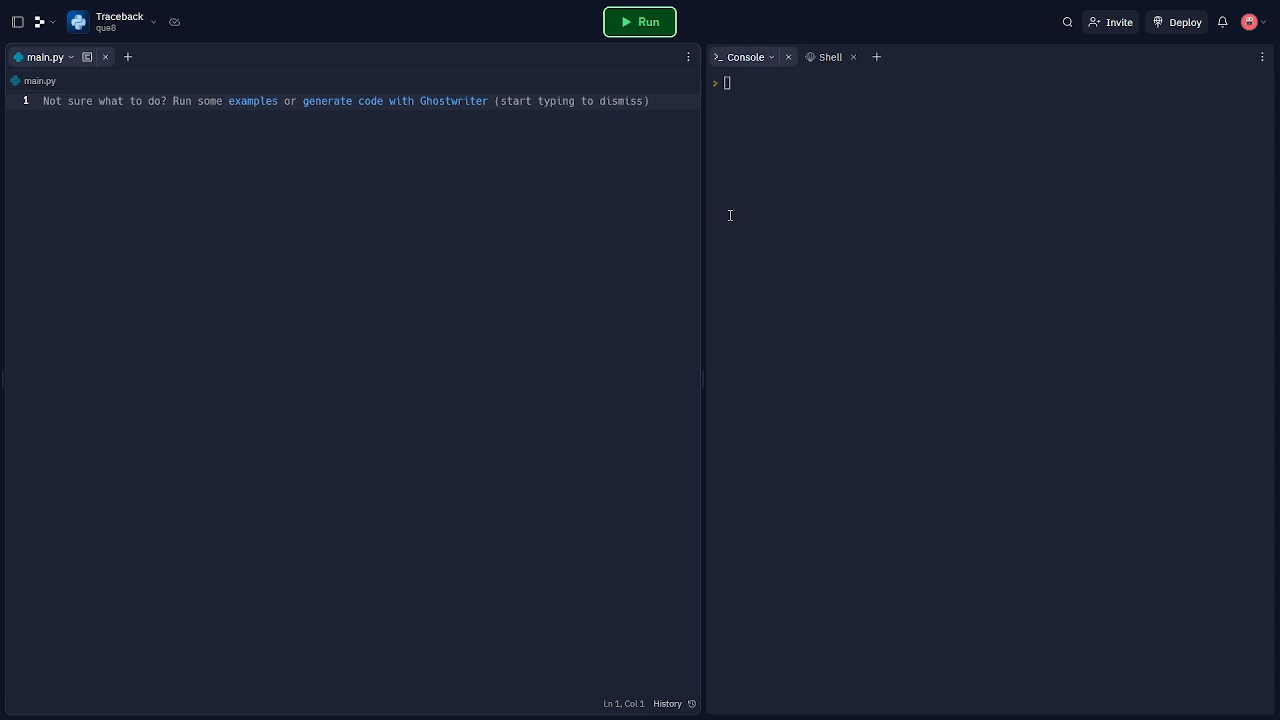 Traceback
que8
Run
Invite
Deploy
main.py
Console
Shell
main.py
1 Not sure what to do? Run some examples or generate code with Ghostwriter (start typing to dismiss)
Ln 1, Col 1 History